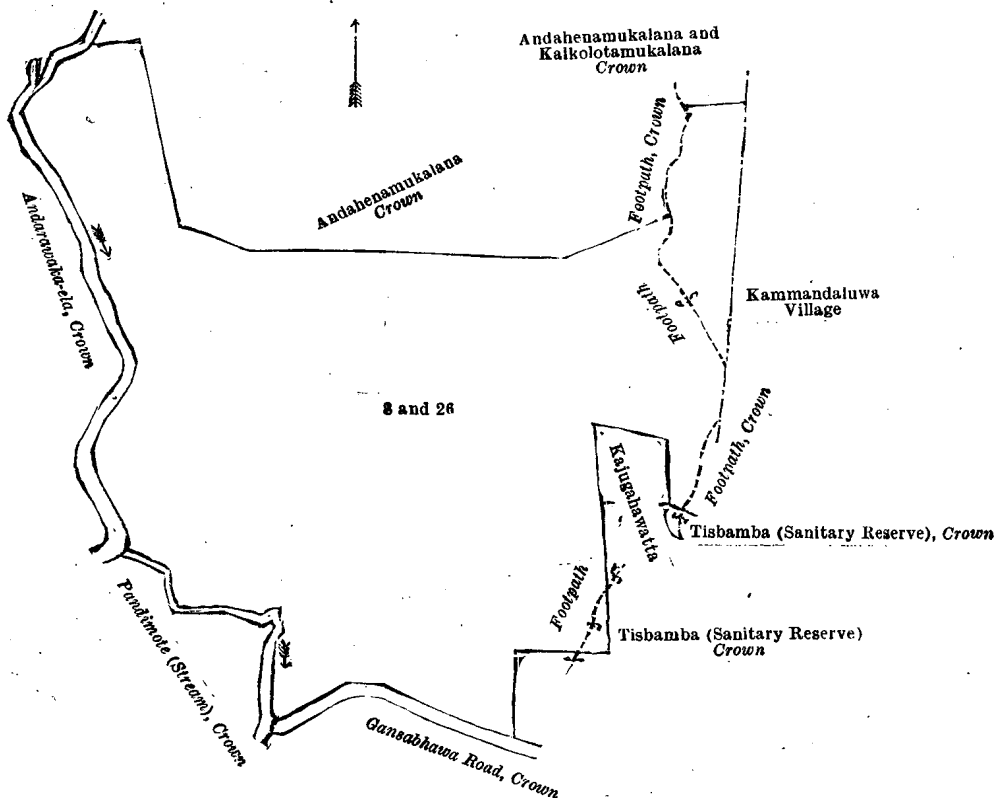 Andahenamukalana and
Kaikolotamukalana
Crown
Footpath, Crown
Andahenamukalana
Crown
Andarawaka-ela, Crown
Footpath
Kammandaluwa
Village
8 and 26
Footpath, Crown
Kajugahawatta
Tisbamba (Sanitary Reserve), Crown
Footpath
Tisbamba (Sanitary Reserve)
Crown
Pandimote (Stream), Crown
Gansabhawa Road, Crown